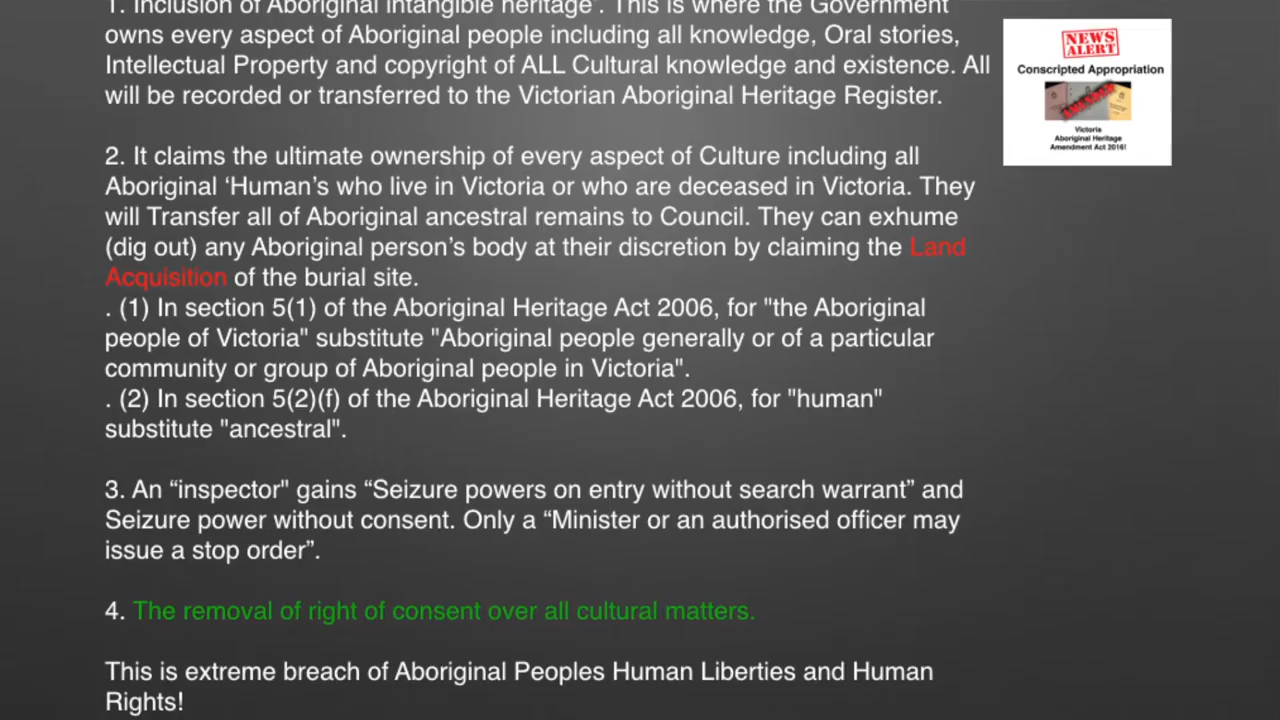 1. Inclusion of Aboriginal intangible heritage'. This is where the Government
owns every aspect of Aboriginal people including all knowledge, Oral stories,
Intellectual Property and copyright of ALL Cultural knowledge and existence. All
will be recorded or transferred to the Victorian Aboriginal Heritage Register.
2. It claims the ultimate ownership of every aspect of Culture including all
Aboriginal ‘Human’s who live in Victoria or who are deceased in Victoria. They
will Transfer all of Aboriginal ancestral remains to Council. They can exhume
(dig out) any Aboriginal person’s body at their discretion by claiming the Land
Acquisition of the burial site.
. (1) In section 5(1) of the Aboriginal Heritage Act 2006, for "the Aboriginal
people of Victoria" substitute "Aboriginal people generally or of a particular
community or group of Aboriginal people in Victoria".
. (2) In section 5(2)(f) of the Aboriginal Heritage Act 2006, for "human"
substitute "ancestral".
3. An “inspector" gains “Seizure powers on entry without search warrant” and
Seizure power without consent. Only a “Minister or an authorised officer may
issue a stop order”.
4. The removal of right of consent over all cultural matters.
This is extreme breach of Aboriginal Peoples Human Liberties and Human
Rights!
NEWS
ALERT
Conscripted Appropriation
Victoria
Aboriginal Heritage
Amendment Act 2016!